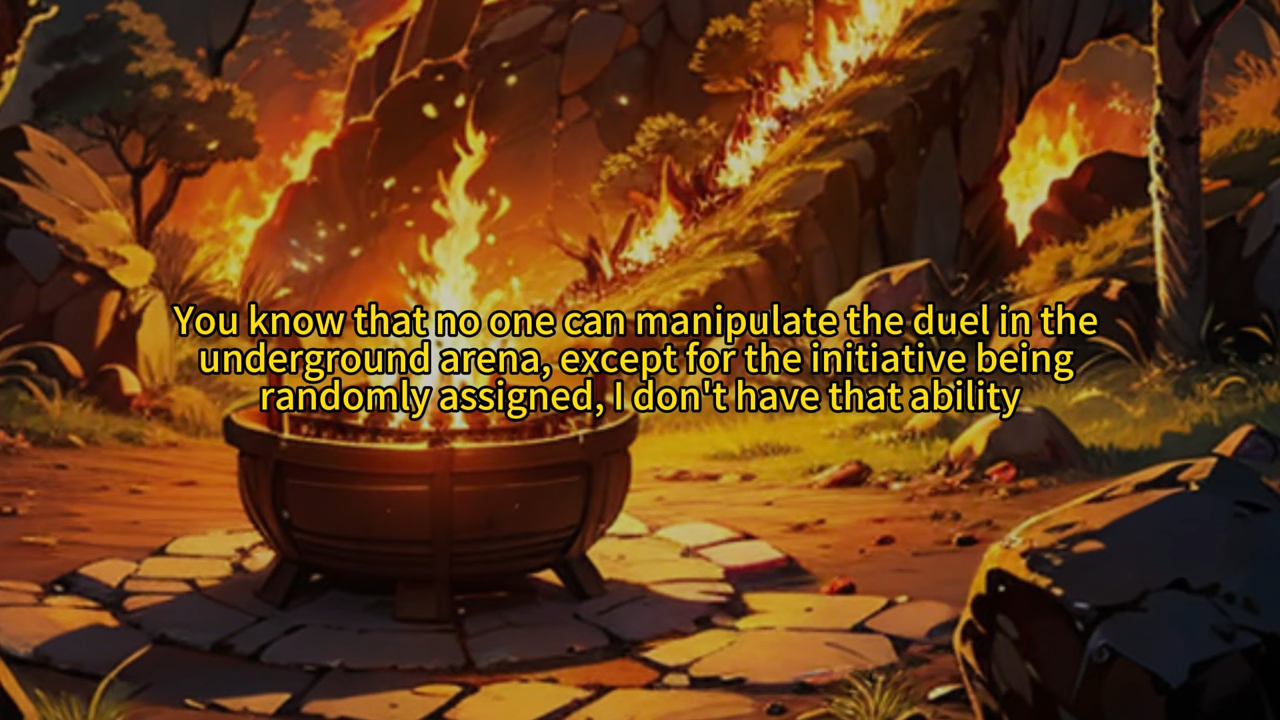 You know that no one can manipulate the duel in the
underground arena, except for the initiative being
randomly assigned, I don't have that ability